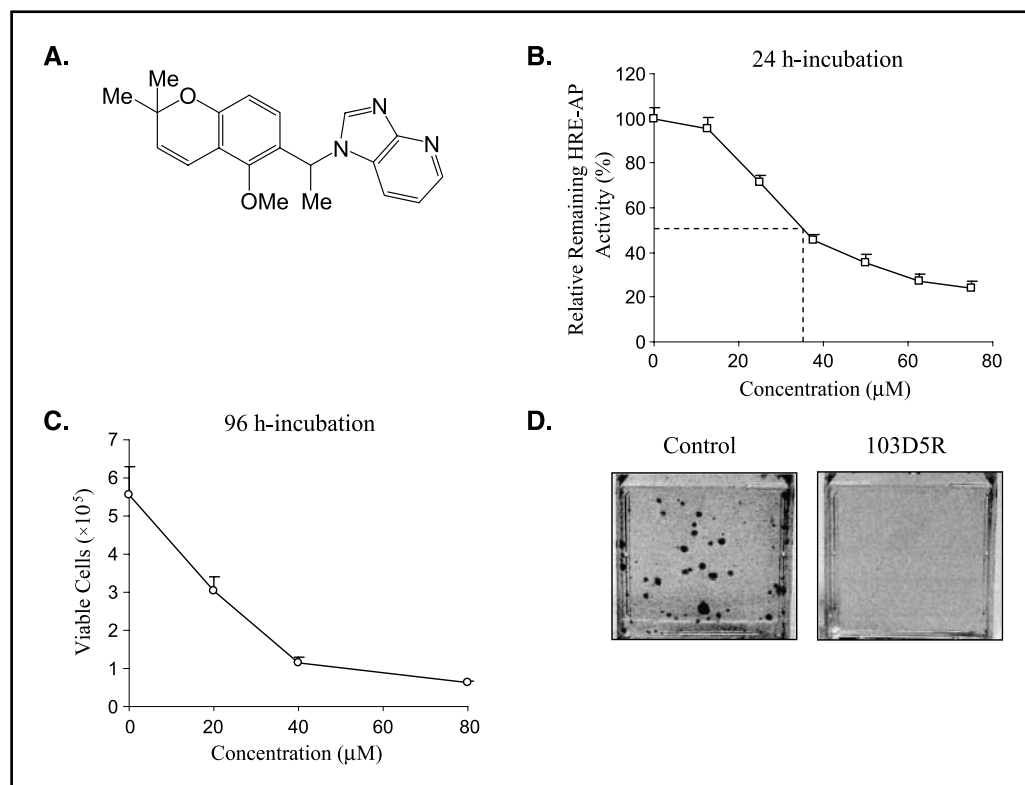 A.
Me
Me
O
OMe
Me
N
N
N
B.
24 h-incubation
Relative Remaining HRE-AP
Activity (%)
120
100
80
60
40
20
0
0 20 40 60 80
Concentration (μM)
C.
96 h-incubation
Viable Cells (×10⁵)
7
6
5
4
3
2
1
0
0 20 40 60 80
Concentration (μM)
D.
Control 103D5R